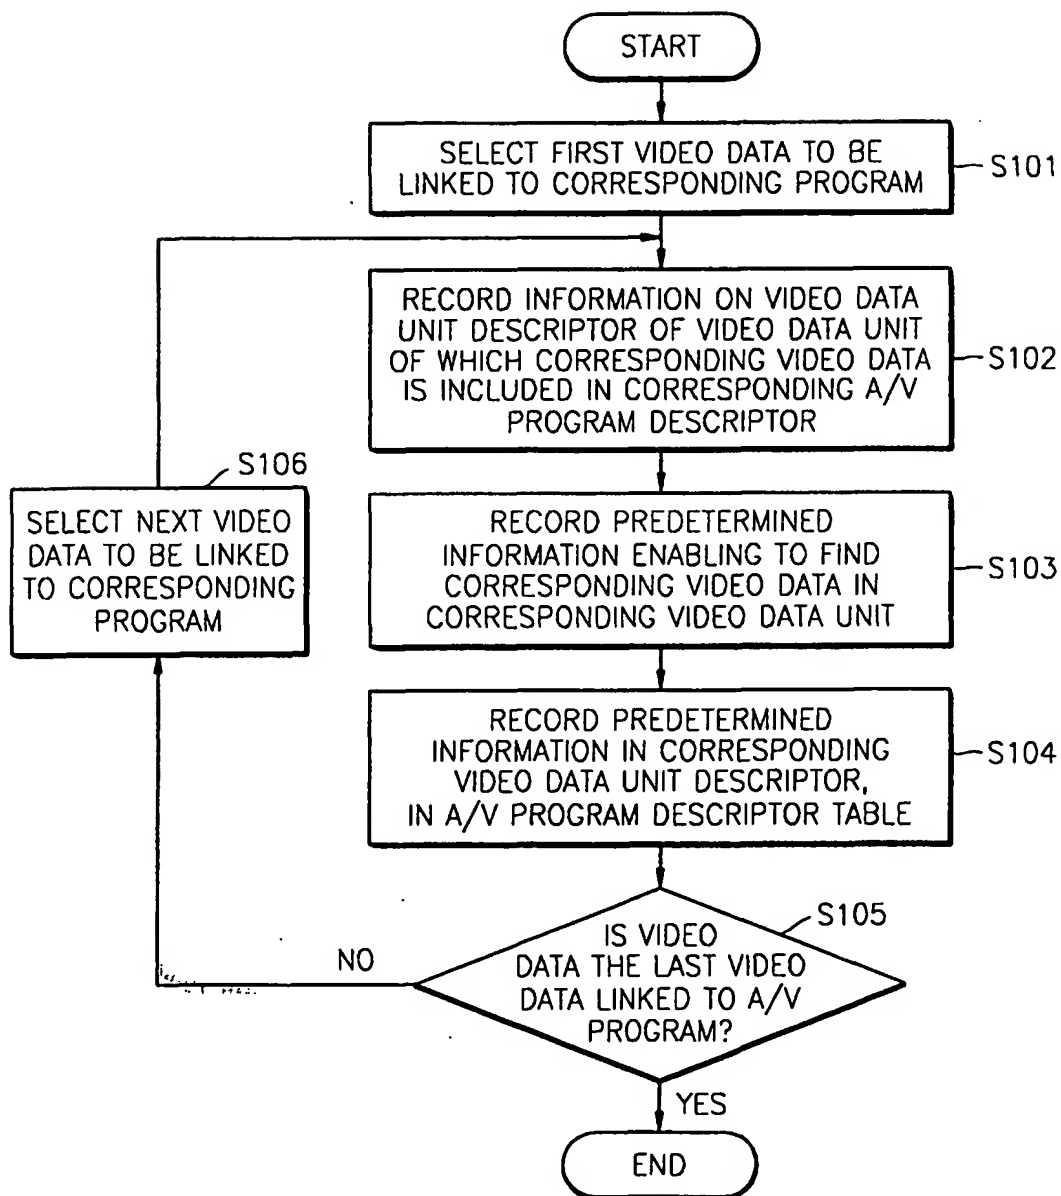 START
SELECT FIRST VIDEO DATA TO BE
LINKED TO CORRESPONDING PROGRAM
S101
RECORD INFORMATION ON VIDEO DATA
UNIT DESCRIPTOR OF VIDEO DATA UNIT
OF WHICH CORRESPONDING VIDEO DATA
IS INCLUDED IN CORRESPONDING A/V
PROGRAM DESCRIPTOR
S102
S106
SELECT NEXT VIDEO
DATA TO BE LINKED
TO CORRESPONDING
PROGRAM
RECORD PREDETERMINED
INFORMATION ENABLING TO FIND
CORRESPONDING VIDEO DATA IN
CORRESPONDING VIDEO DATA UNIT
S103
RECORD PREDETERMINED
INFORMATION IN CORRESPONDING
VIDEO DATA UNIT DESCRIPTOR,
IN A/V PROGRAM DESCRIPTOR TABLE
S104
S105
IS VIDEO
DATA THE LAST VIDEO
DATA LINKED TO A/V
PROGRAM?
NO
YES
END